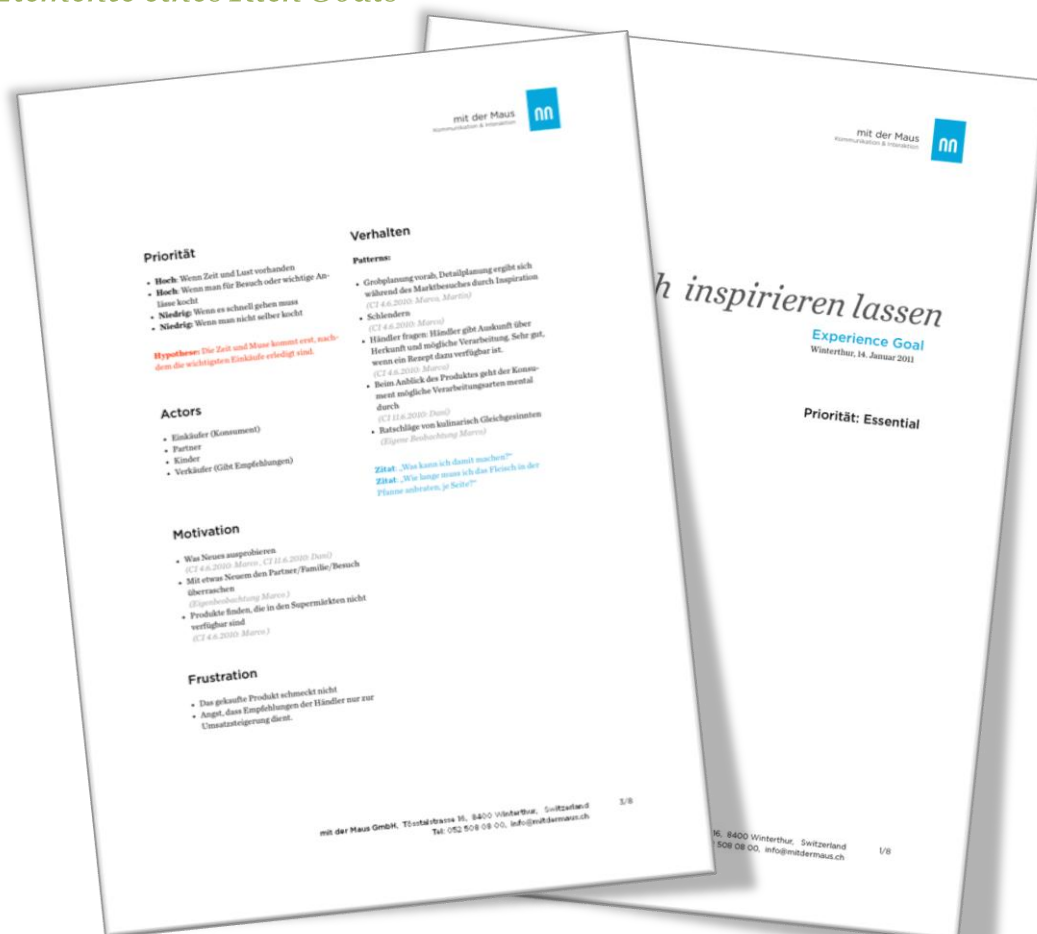 eines Goals
mit der Maus
Kommunikation & Interaktion
Priorität
• Hoch: Wenn Zeit und Lust vorhanden
• Hoch: Wenn man für Besuch oder wichtige An-
lässe kocht
• Niedrig: Wenn es schnell gehen muss
• Niedrig: Wenn man nicht selber kocht
Hypothese: Die Zeit und Muse kommt erst, nach-
dem die wichtigsten Einkäufe erledigt sind.
Actors
• Einkäufer (Konsument)
• Partner
• Kinder
• Verkäufer (Gibt Empfehlungen)
Motivation
• Was Neues ausprobieren
(CI 4.6.2010: Marco, CI 11.6.2010: Dani)
• Mit etwas Neuem den Partner/Familie/Besuch
überraschen
(Eigenbeobachtung Marco.)
• Produkte finden, die in den Supermärkten nicht
verfügbar sind
(CI 4.6.2010: Marco.)
Frustration
• Das gekaufte Produkt schmeckt nicht
• Angst, dass Empfehlungen der Händler nur zur
Umsatzsteigerung dient.
Verhalten
Patterns:
• Grobplanung vorab, Detailplanung ergibt sich
während des Marktbesuches durch Inspiration
(CI 4.6.2010: Marco, Martin)
• Schlendern
(CI 4.6.2010: Marco)
• Händler fragen: Händler gibt Auskunft über
Herkunft und mögliche Verarbeitung. Sehr gut,
wenn ein Rezept dazu verfügbar ist.
(CI 4.6.2010: Marco)
• Beim Anblick des Produktes geht der Konsu-
ment mögliche Verarbeitungsarten mental
durch
(CI 11.6.2010: Dani)
• Ratschläge von kulinarisch Gleichgesinnten
(Eigene Beobachtung Marco)
Zitat: „Was kann ich damit machen?“
Zitat: „Wie lange muss ich das Fleisch in der
Pfanne anbraten, je Seite?“
mit der Maus GmbH, Tösstalstrasse 16, 8400 Winterthur, Switzerland 3/8
Tel: 052 508 08 00, info@mitdermaus.ch
mit der Maus
Kommunikation & Interaktion
h inspirieren lassen
Experience Goal
Winterthur, 14. Januar 2011
Priorität: Essential
16, 8400 Winterthur, Switzerland 1/8
508 08 00, info@mitdermaus.ch